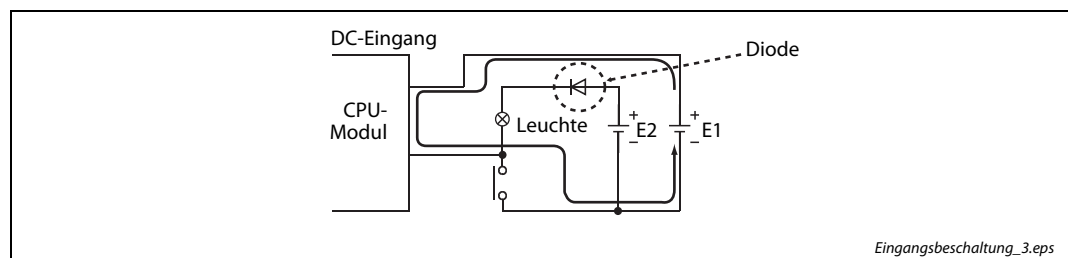 DC-Eingang
Diode
CPU-
Modul
Leuchte
+
−
E2
+
−
E1
Eingangsbeschaltung_3.eps